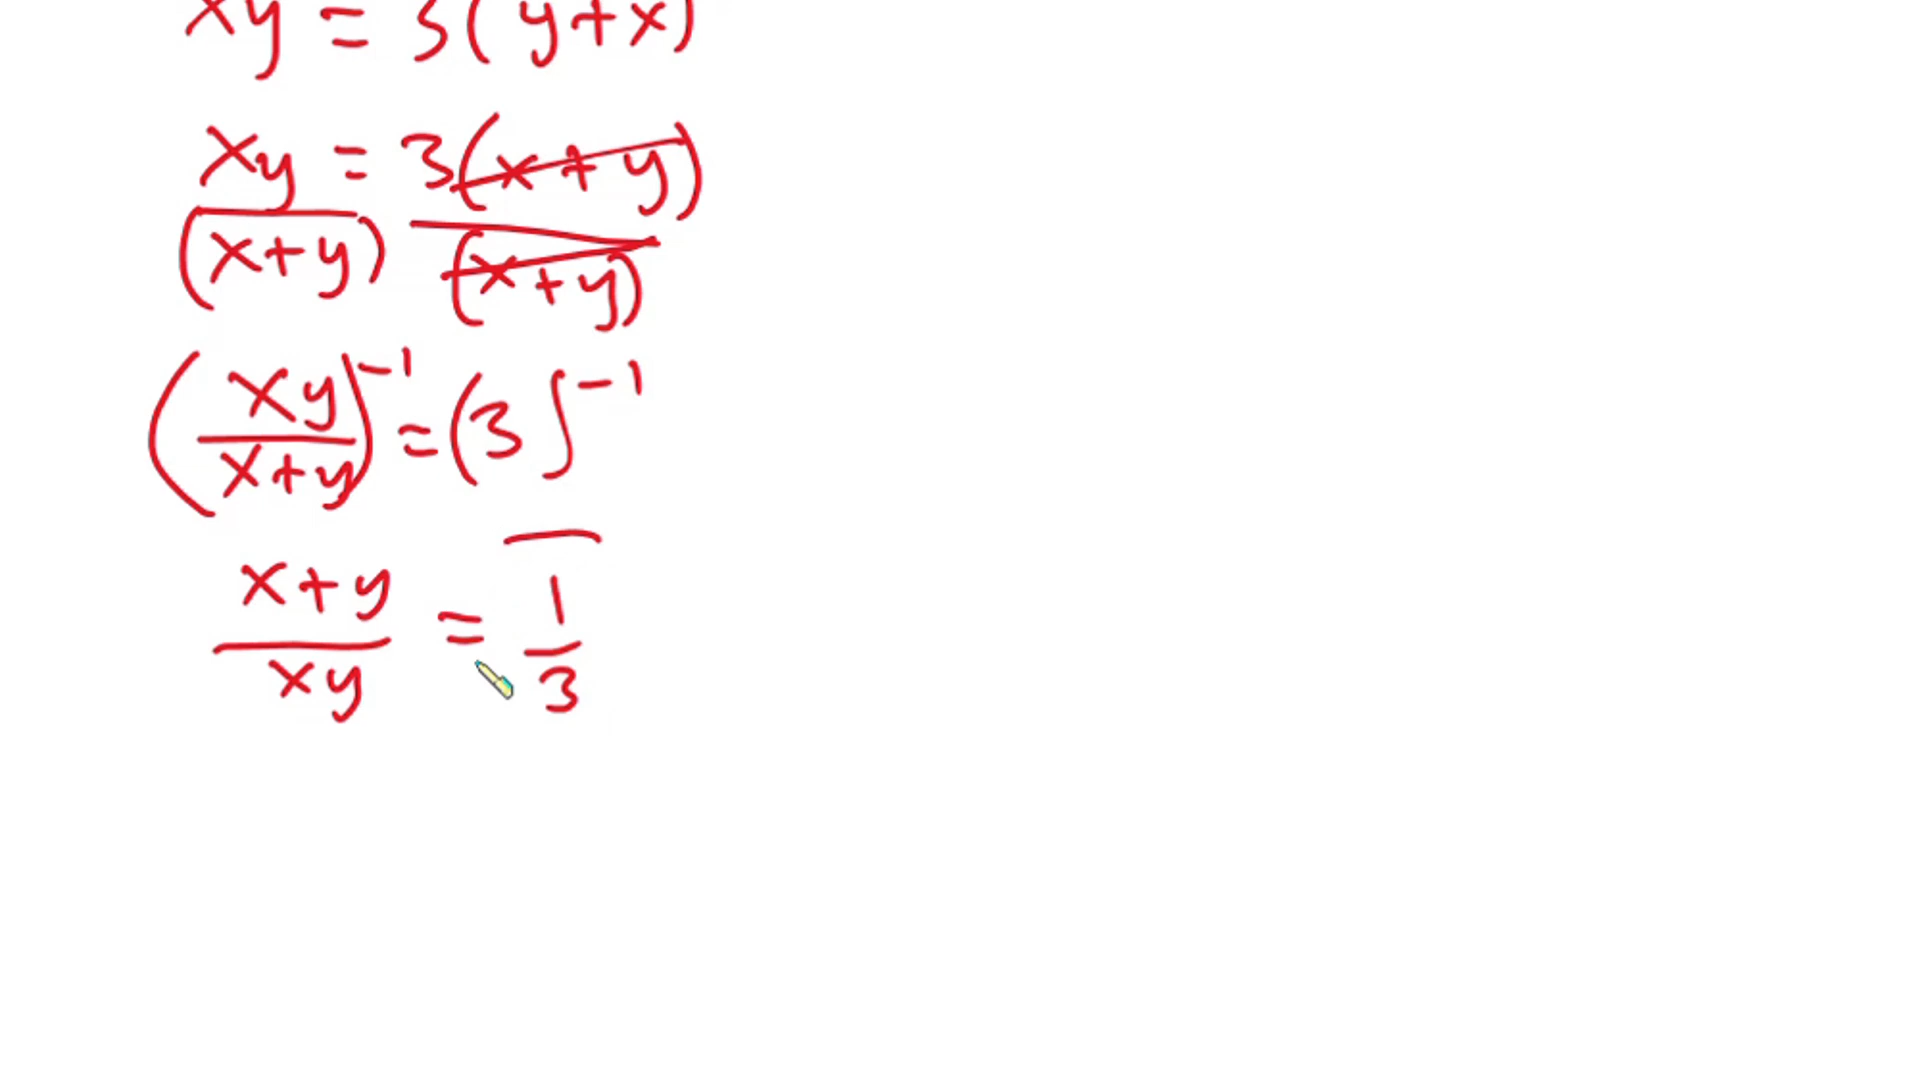 xy = 3(y+x)
xy = 3(x+y)
(x+y) (x+y)
(xy/x+y)^-1 = (3)^-1
x+y/xy = 1/3